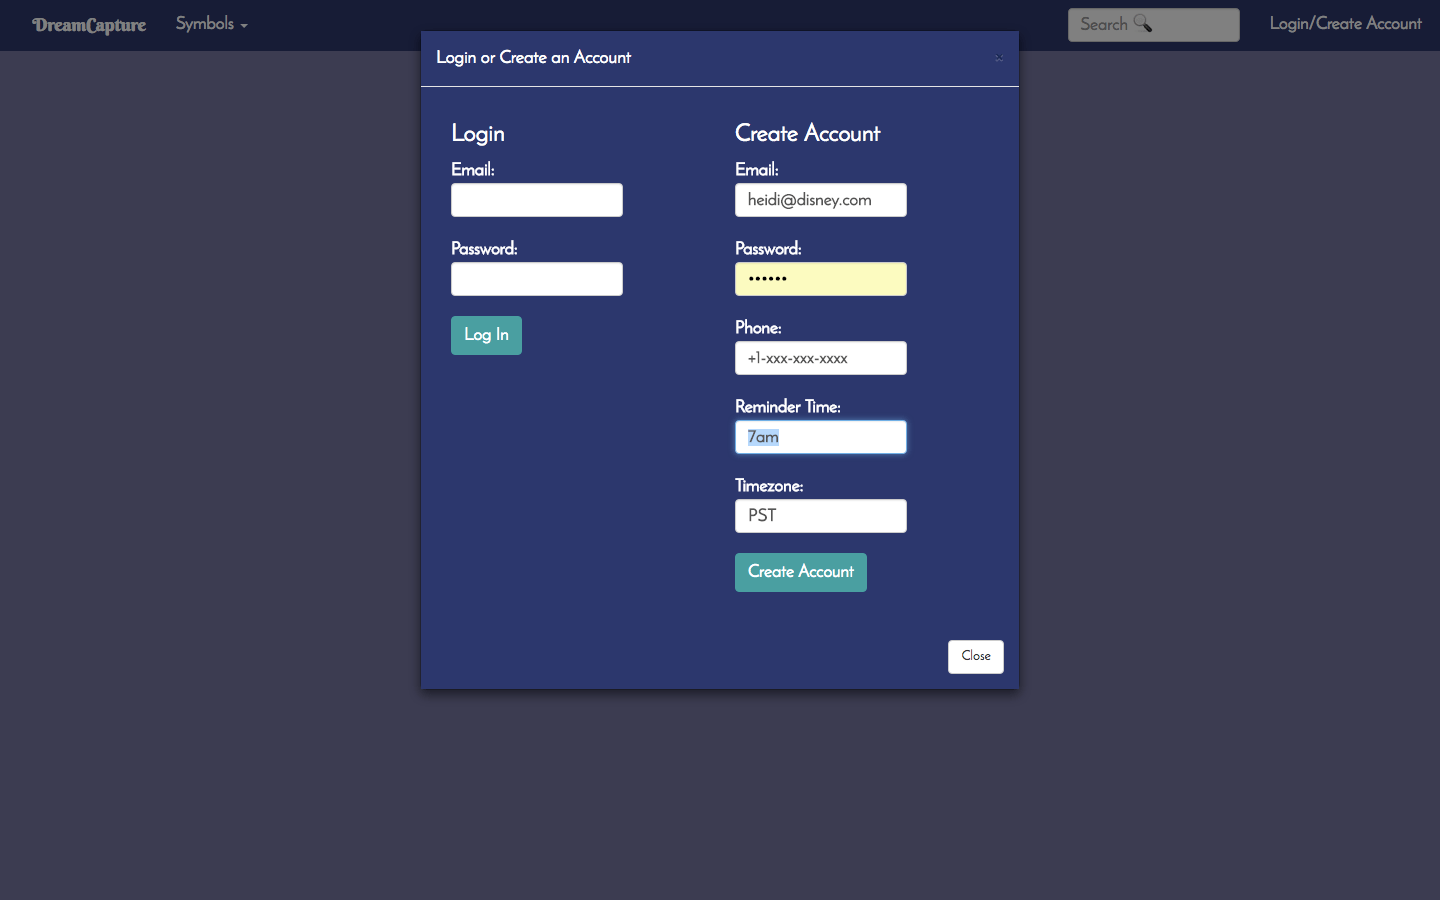 DreamCapture
Symbols
Search
Login/Create Account
Login or Create an Account
×
Login
Email:
Password:
Log In
Create Account
Email:
heidi@disney.com
Password:
••••••
Phone:
+1-xxx-xxx-xxxx
Reminder Time:
7am
Timezone:
PST
Create Account
Close